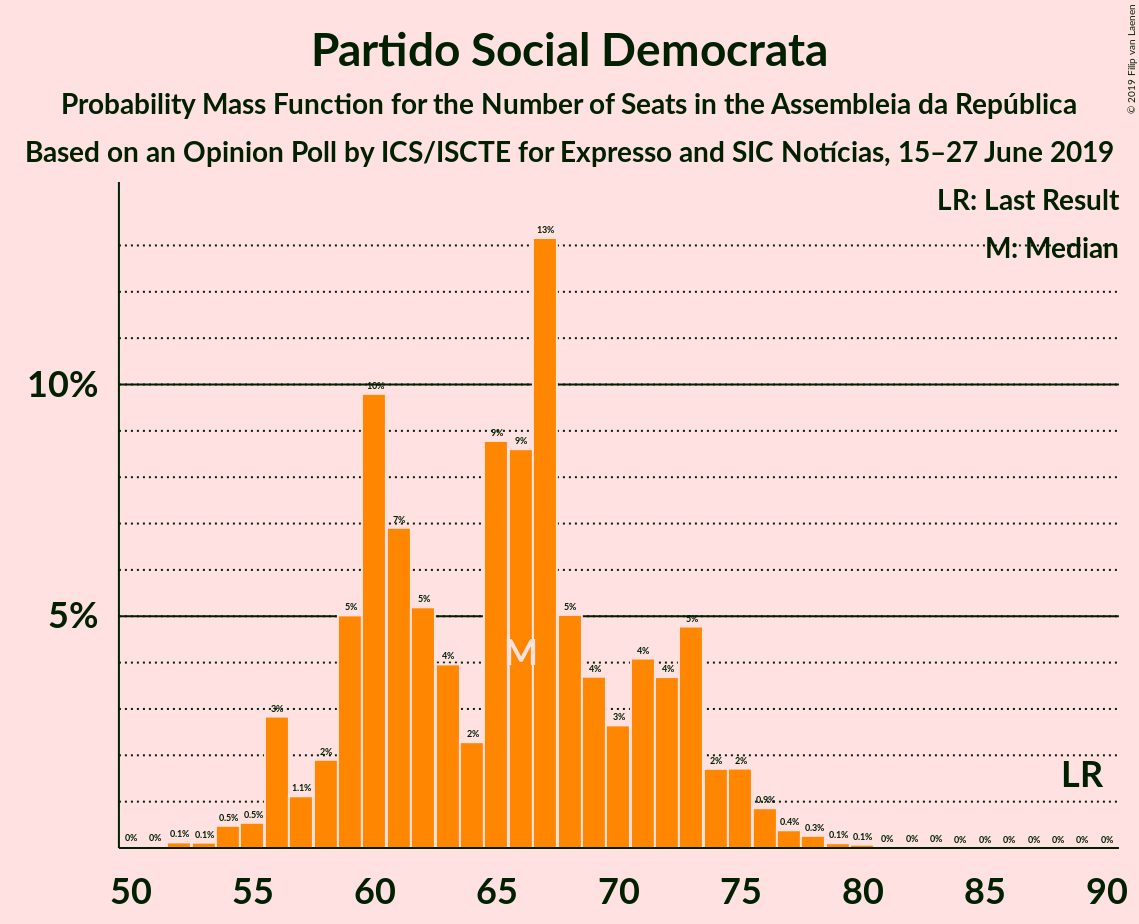 Partido Social Democrata
Probability Mass Function for the Number of Seats in the Assembleia da República
Based on an Opinion Poll by ICS/ISCTE for Expresso and SIC Notícias, 15–27 June 2019
© 2019 Filip van Laenen
LR: Last Result
M: Median
10%
5%
0% 0% 0.1% 0.1% 0.5% 0.5% 3% 1.1% 2% 5% 10% 7% 5% 4% 2% 9% 9% 13% 5% 4% 3% 4% 4% 5% 2% 2% 0.9% 0.4% 0.3% 0.1% 0.1% 0% 0% 0% 0% 0% 0% 0% 0% 0% 0%
M
LR
50 55 60 65 70 75 80 85 90